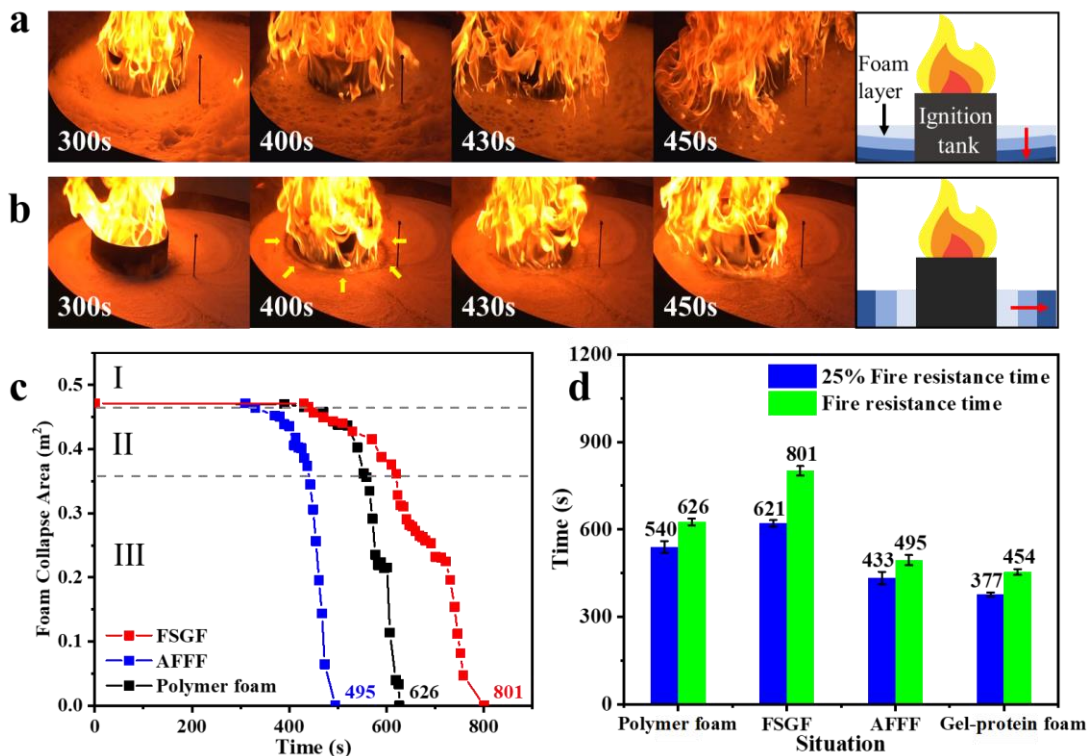 a
300s
400s
430s
450s
Foam
layer
Ignition
tank
b
300s
400s
430s
450s
c
Foam Collapse Area (m²)
0.5
0.4
0.3
0.2
0.1
0.0
I
II
III
FSGF
AFFF
Polymer foam
495
626
801
0
200
400
600
800
Time (s)
d
Time (s)
1200
900
600
300
0
25% Fire resistance time
Fire resistance time
540
626
621
801
433
495
377
454
Polymer foam
FSGF
AFFF
Gel-protein foam
Situation